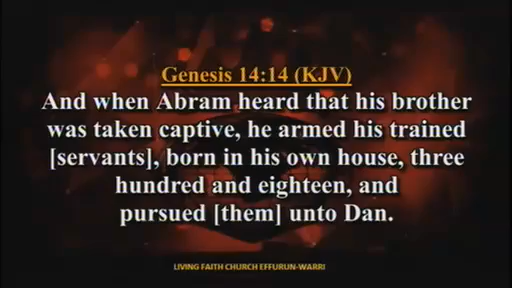 Genesis 14:14 (KJV)
And when Abram heard that his brother
was taken captive, he armed his trained
[servants], born in his own house, three
hundred and eighteen, and
pursued [them] unto Dan.
LIVING FAITH CHURCH EFFURUN-WARRI